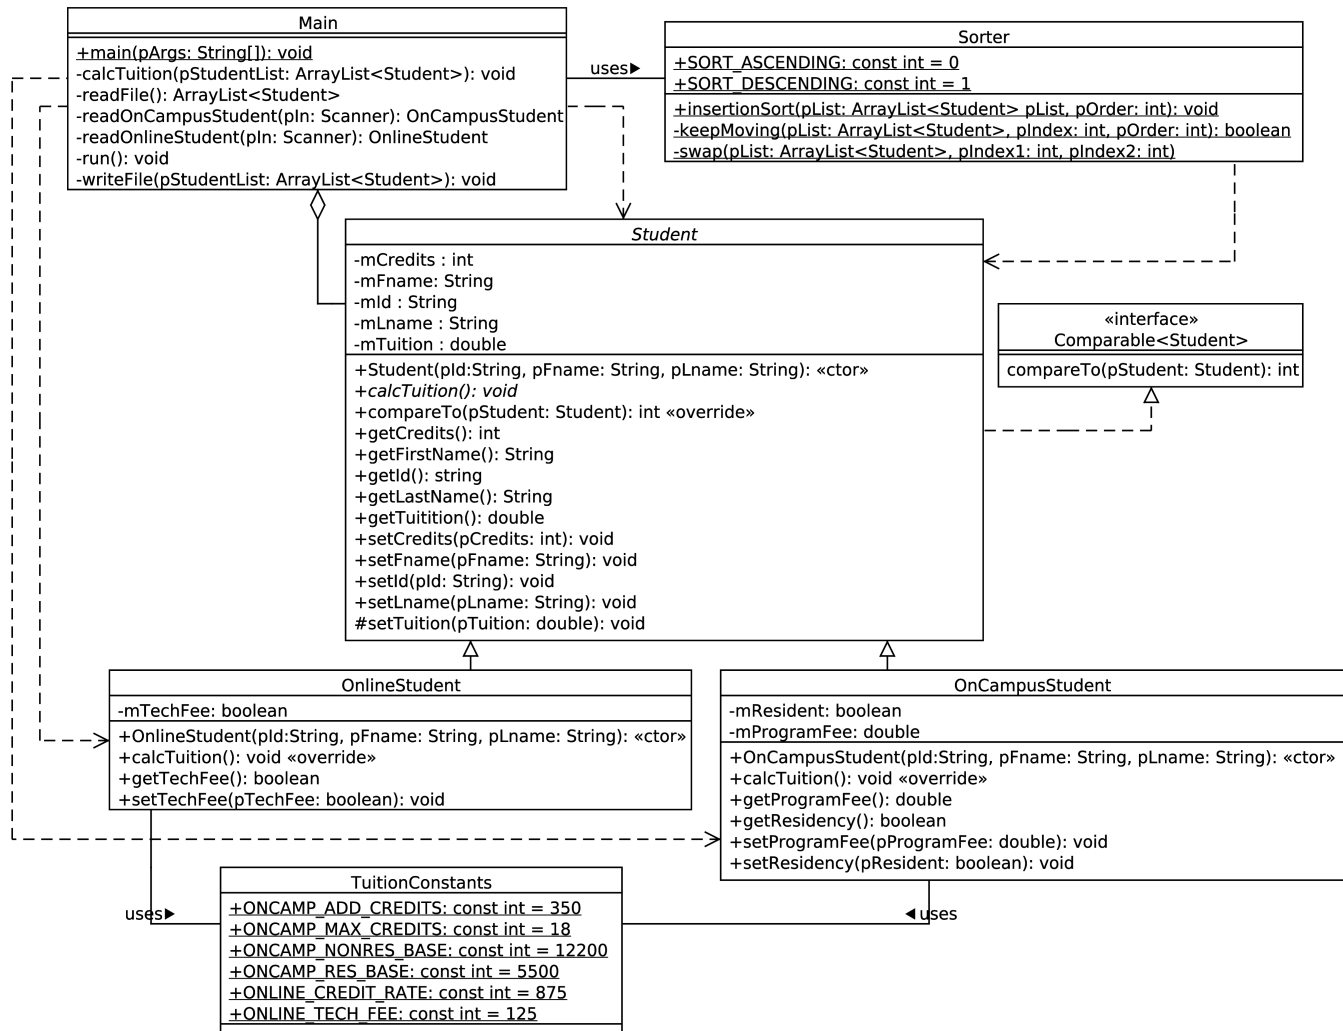 Main
+main(pArgs: String[]): void
-calcTuition(pStudentList: ArrayList<Student>): void
-readFile(): ArrayList<Student>
-readOnCampusStudent(pIn: Scanner): OnCampusStudent
-readOnlineStudent(pIn: Scanner): OnlineStudent
-run(): void
-writeFile(pStudentList: ArrayList<Student>): void
uses▶
Sorter
+SORT_ASCENDING: const int = 0
+SORT_DESCENDING: const int = 1
+insertionSort(pList: ArrayList<Student> pList, pOrder: int): void
-keepMoving(pList: ArrayList<Student>, pIndex: int, pOrder: int): boolean
-swap(pList: ArrayList<Student>, pIndex1: int, pIndex2: int)
Student
-mCredits : int
-mFname: String
-mId : String
-mLname : String
-mTuition : double
+Student(pId:String, pFname: String, pLname: String): «ctor»
+calcTuition(): void
+compareTo(pStudent: Student): int «override»
+getCredits(): int
+getFirstName(): String
+getId(): string
+getLastName(): String
+getTuitition(): double
+setCredits(pCredits: int): void
+setFname(pFname: String): void
+setId(pId: String): void
+setLname(pLname: String): void
#setTuition(pTuition: double): void
«interface»
Comparable<Student>
compareTo(pStudent: Student): int
OnlineStudent
-mTechFee: boolean
+OnlineStudent(pId:String, pFname: String, pLname: String): «ctor»
+calcTuition(): void «override»
+getTechFee(): boolean
+setTechFee(pTechFee: boolean): void
OnCampusStudent
-mResident: boolean
-mProgramFee: double
+OnCampusStudent(pId:String, pFname: String, pLname: String): «ctor»
+calcTuition(): void «override»
+getProgramFee(): double
+getResidency(): boolean
+setProgramFee(pProgramFee: double): void
+setResidency(pResident: boolean): void
uses▶
◀ uses
TuitionConstants
+ONCAMP_ADD_CREDITS: const int = 350
+ONCAMP_MAX_CREDITS: const int = 18
+ONCAMP_NONRES_BASE: const int = 12200
+ONCAMP_RES_BASE: const int = 5500
+ONLINE_CREDIT_RATE: const int = 875
+ONLINE_TECH_FEE: const int = 125